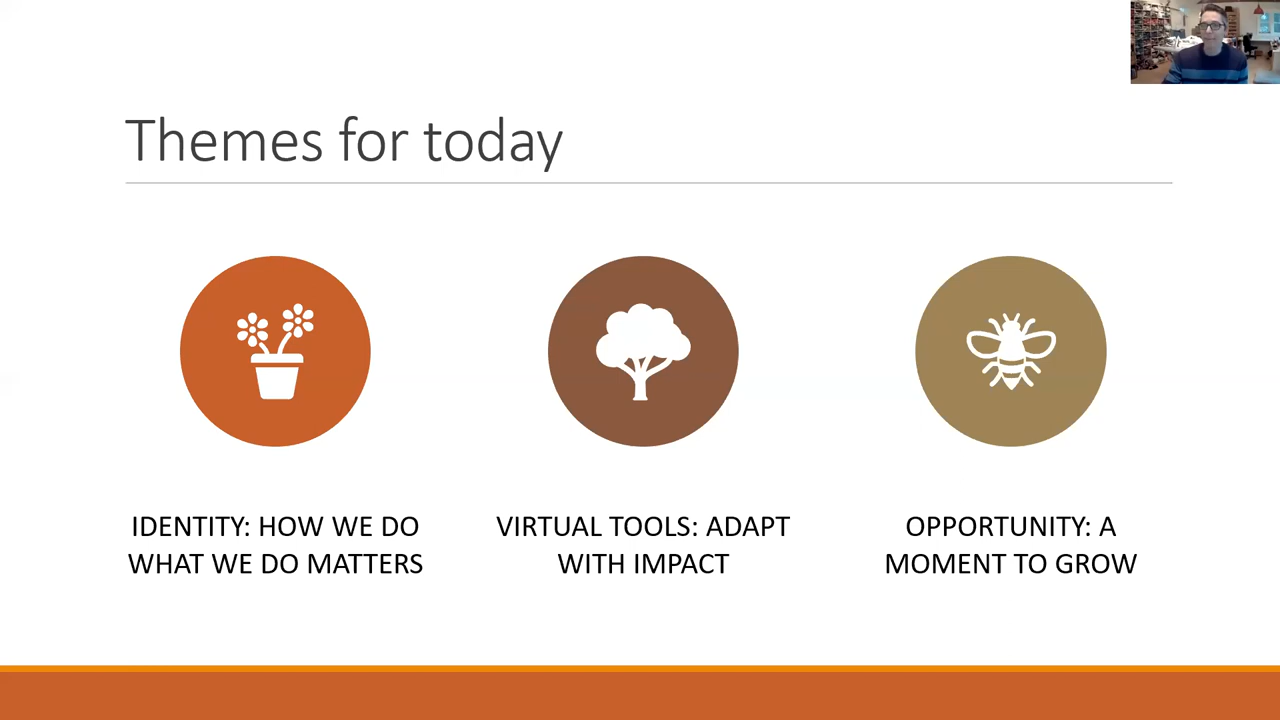 Themes for today
IDENTITY: HOW WE DO
WHAT WE DO MATTERS
VIRTUAL TOOLS: ADAPT
WITH IMPACT
OPPORTUNITY: A
MOMENT TO GROW